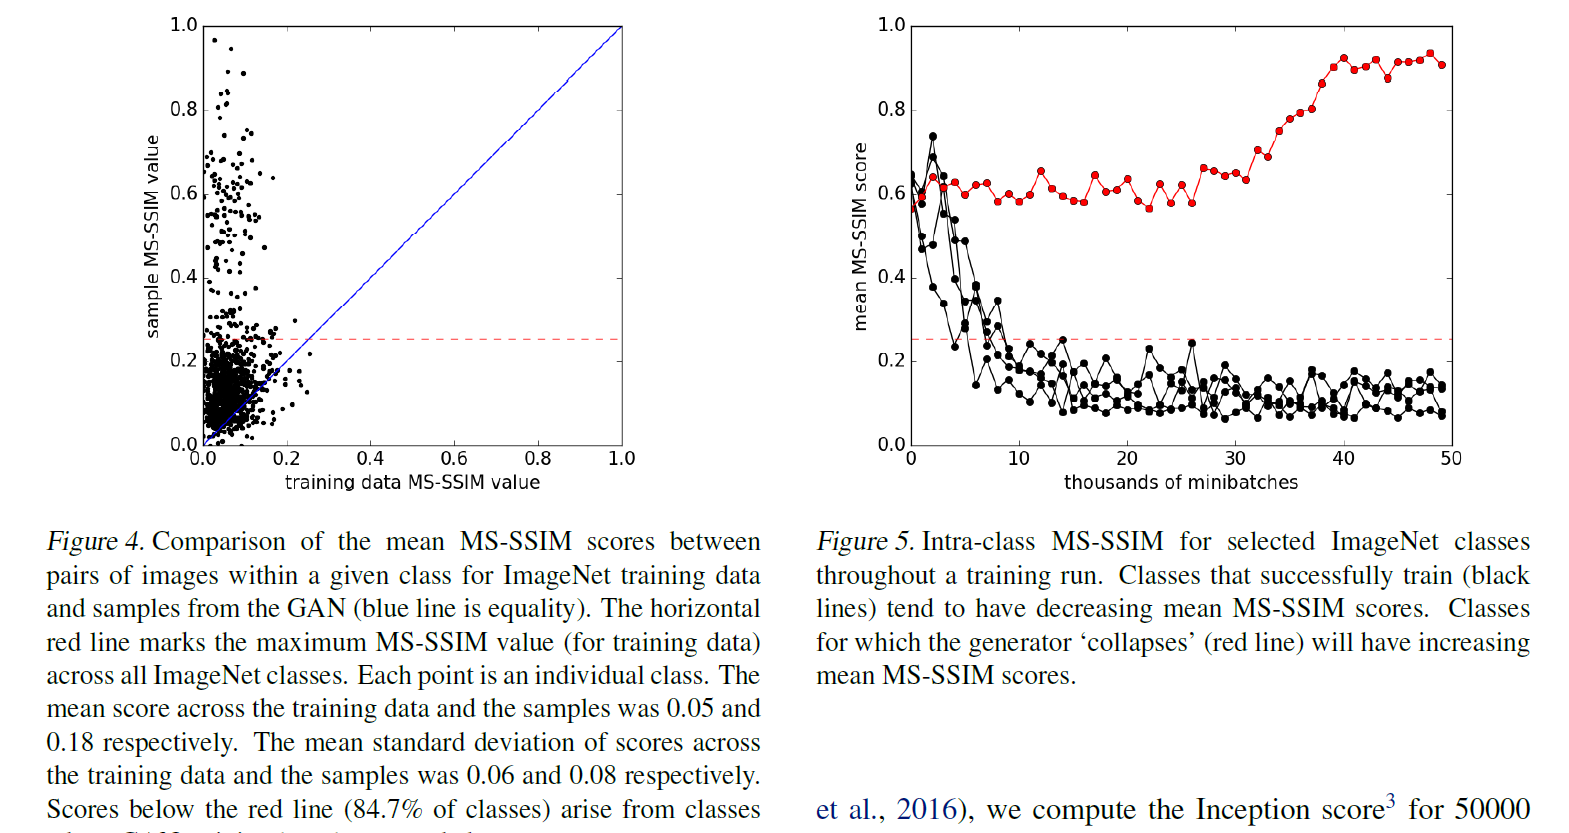 1.0
0.8
0.6
0.4
0.2
0.0
sample MS-SSIM value
0.0 0.2 0.4 0.6 0.8 1.0
training data MS-SSIM value
Figure 4. Comparison of the mean MS-SSIM scores between
pairs of images within a given class for ImageNet training data
and samples from the GAN (blue line is equality). The horizontal
red line marks the maximum MS-SSIM value (for training data)
across all ImageNet classes. Each point is an individual class. The
mean score across the training data and the samples was 0.05 and
0.18 respectively. The mean standard deviation of scores across
the training data and the samples was 0.06 and 0.08 respectively.
Scores below the red line (84.7% of classes) arise from classes
1.0
0.8
0.6
0.4
0.2
0.0
mean MS-SSIM score
0 10 20 30 40 50
thousands of minibatches
Figure 5. Intra-class MS-SSIM for selected ImageNet classes
throughout a training run. Classes that successfully train (black
lines) tend to have decreasing mean MS-SSIM scores. Classes
for which the generator ‘collapses’ (red line) will have increasing
mean MS-SSIM scores.
et al., 2016), we compute the Inception score3 for 50000